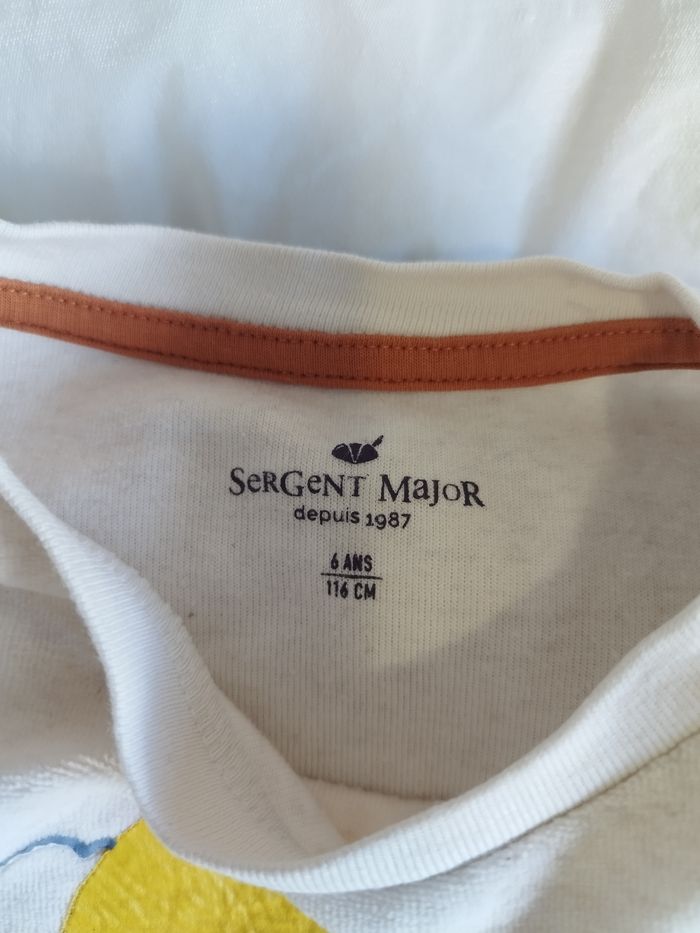 SeRGeNT MaJoR
depuis 1987
6 ANS
116 CM